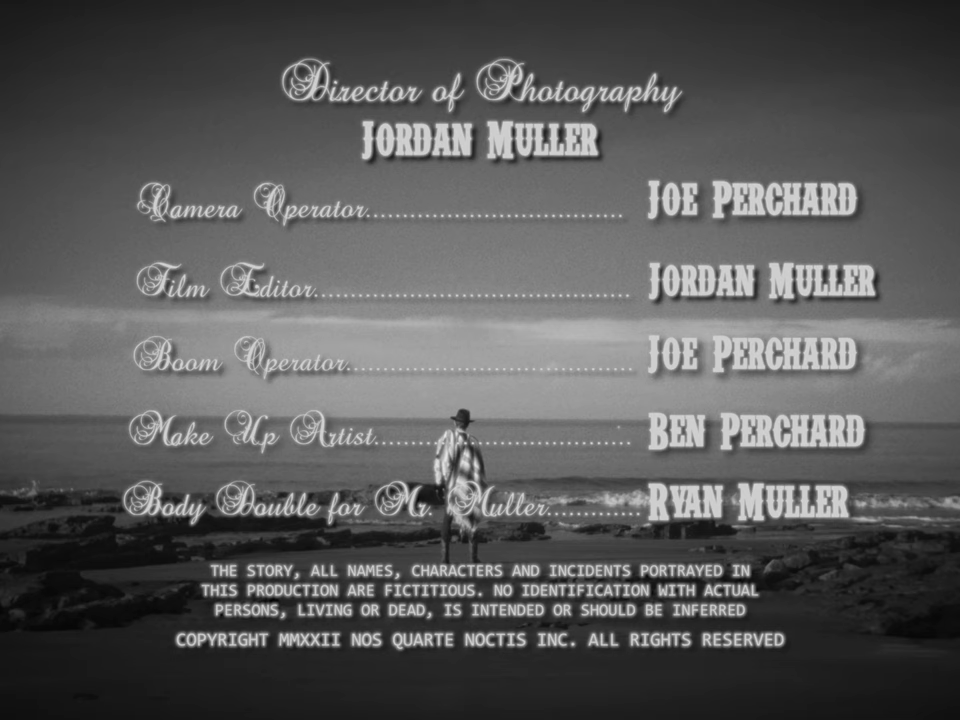 Director of Photography
JORDAN MULLER
Camera Operator............................................ JOE PERCHARD
Film Editor...................................................... JORDAN MULLER
Boom Operator................................................. JOE PERCHARD
Make Up Artist............................................ BEN PERCHARD
Body Double for Mr. Muller............... RYAN MULLER
THE STORY, ALL NAMES, CHARACTERS AND INCIDENTS PORTRAYED IN
THIS PRODUCTION ARE FICTITIOUS. NO IDENTIFICATION WITH ACTUAL
PERSONS, LIVING OR DEAD, IS INTENDED OR SHOULD BE INFERRED
COPYRIGHT MMXXII NOS QUARTE NOCTIS INC. ALL RIGHTS RESERVED